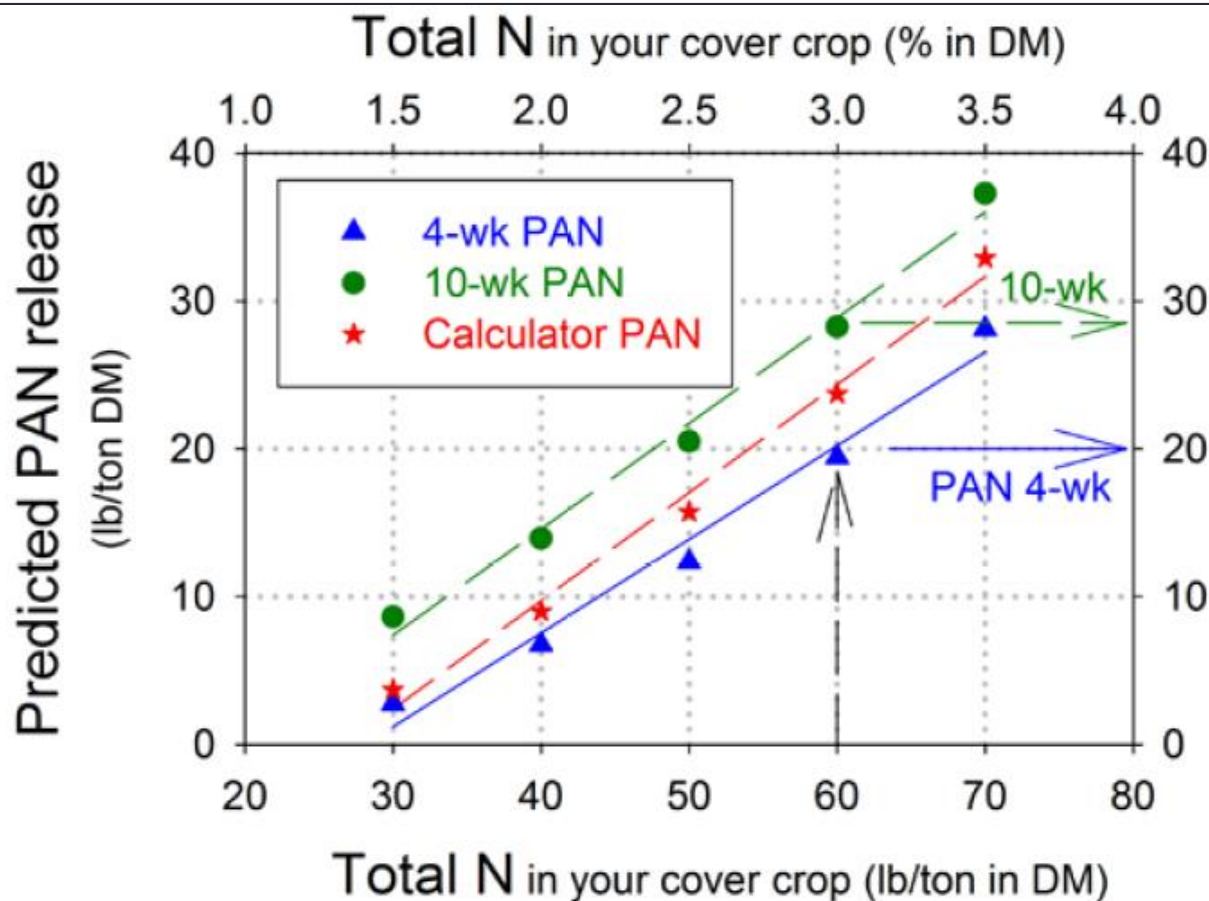 Total N in your cover crop (% in DM)
1.0 1.5 2.0 2.5 3.0 3.5 4.0
Predicted PAN release
(lb/ton DM)
40 40
4-wk PAN
10-wk PAN
Calculator PAN
10-wk
30 30
20 20
PAN 4-wk
10 10
0 0
20 30 40 50 60 70 80
Total N in your cover crop (lb/ton in DM)